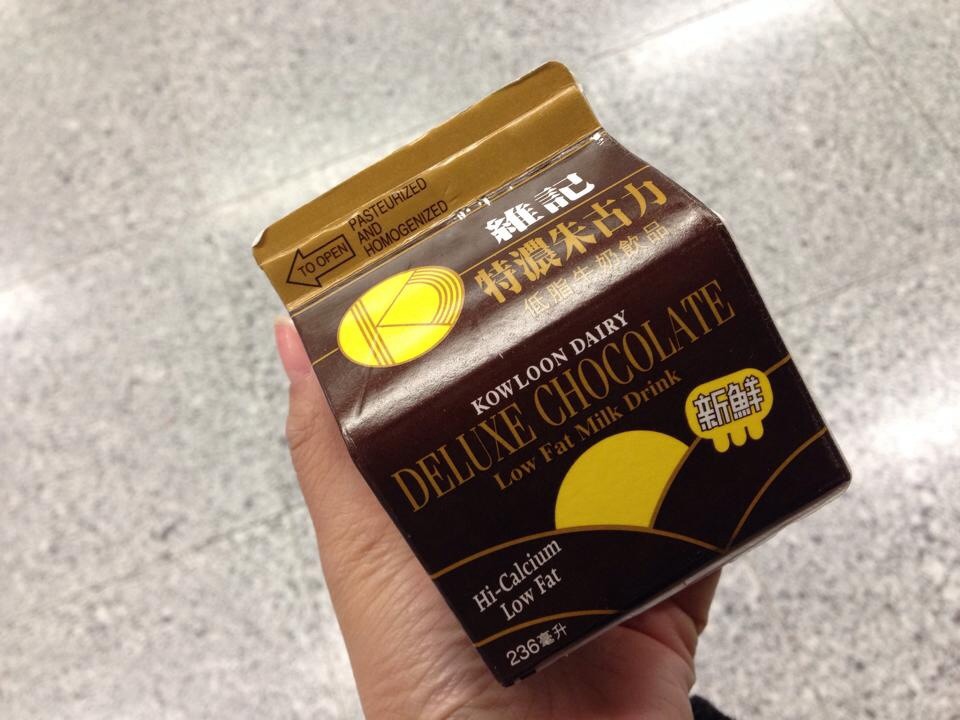 PASTEURIZED
AND
HOMOGENIZED
TO OPEN
維記
特濃朱古力
低脂牛奶飲品
KOWLOON DAIRY
DELUXE CHOCOLATE
Low Fat Milk Drink
新鮮
Hi-Calcium
Low Fat
236毫升